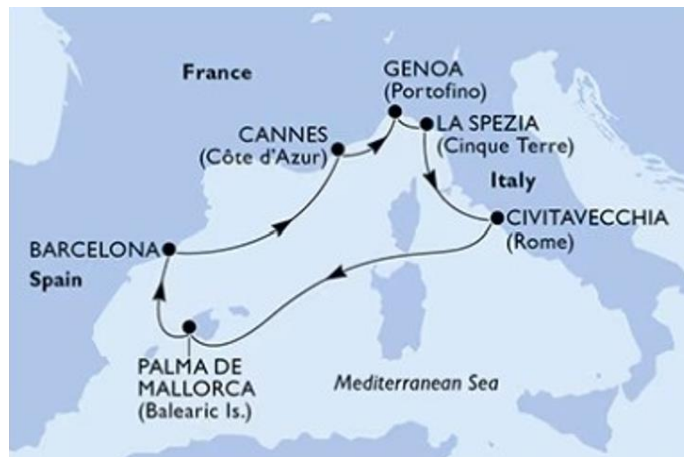 France
GENOA
(Portofino)
CANNES
(Côte d'Azur)
LA SPEZIA
(Cinque Terre)
Italy
CIVITAVECCHIA
(Rome)
BARCELONA
Spain
PALMA DE
MALLORCA
(Balearic Is.)
Mediterranean Sea